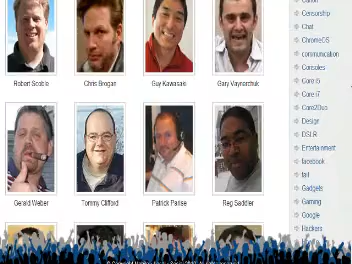 Robert Scoble
Chris Brogan
Guy Kawasaki
Gary Vaynerchuk
Gerald Weber
Tommy Clifford
Patrick Parise
Reg Saddler
Censorship
Chat
ChromeOS
communication
Consoles
Core i5
Core i7
Core2Duo
Design
DSLR
Entertainment
facebook
fail
Gadgets
Gaming
Google
Hackers